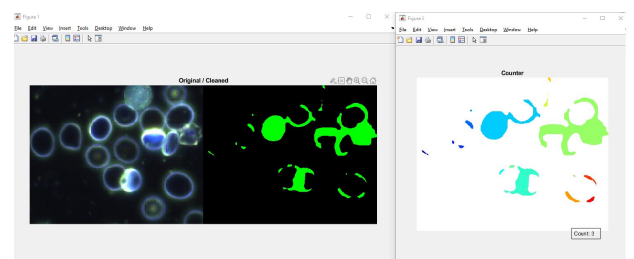 Figure 1
File Edit View Insert Tools Desktop Window Help
Original / Cleaned
Figure
File Edit View Insert Tools Desktop Window Help
Counter
Count: 3